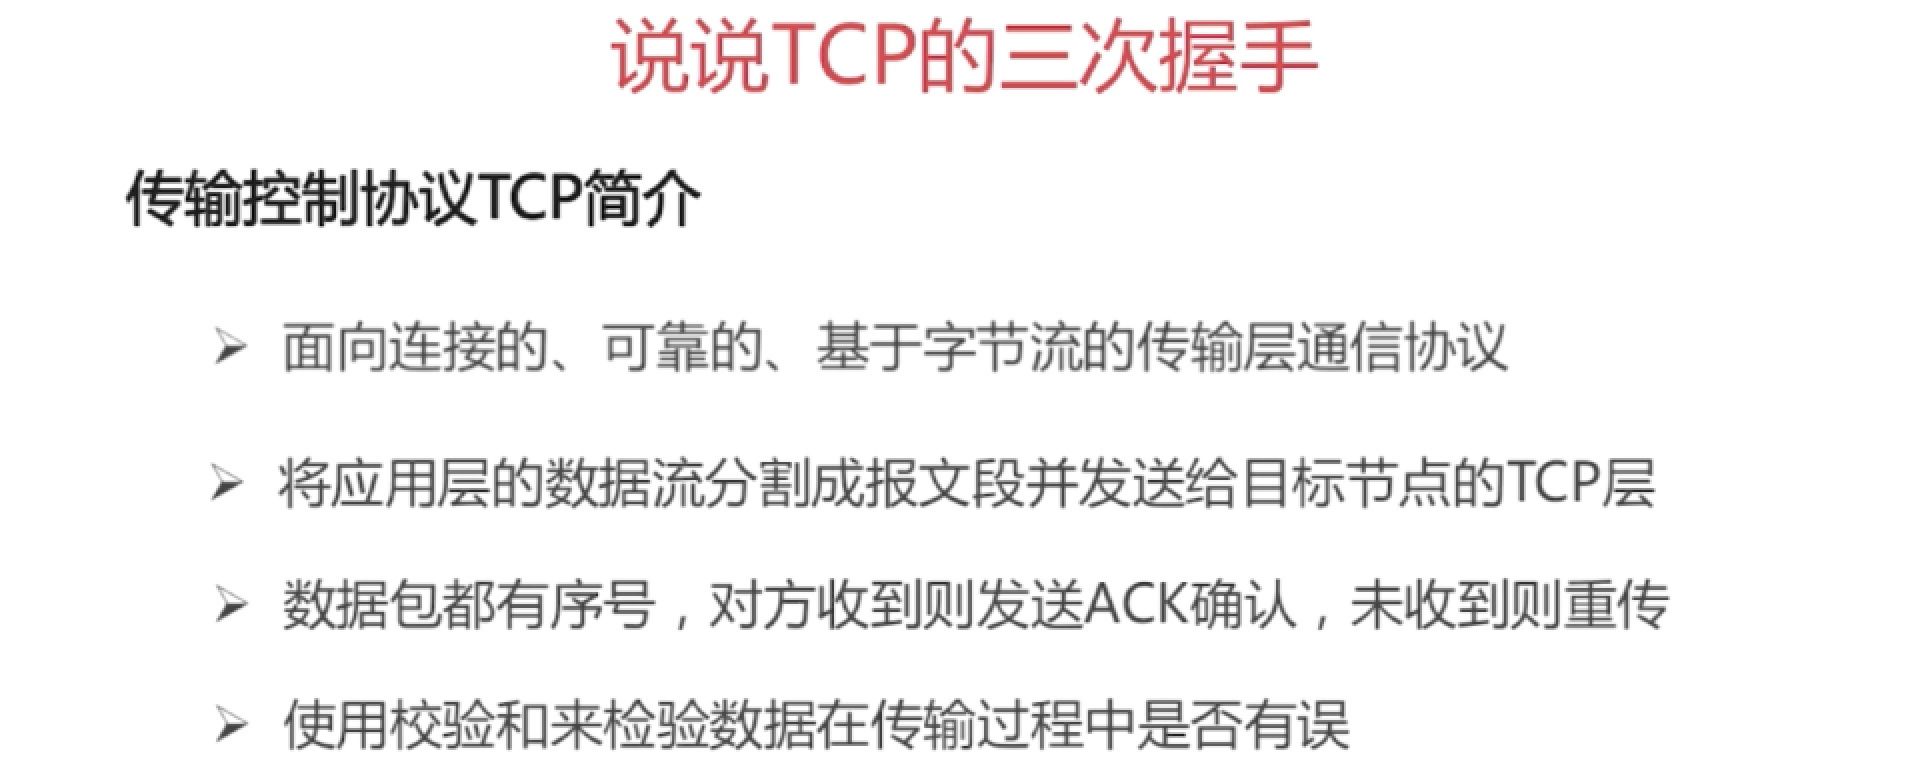 说说TCP的三次握手
传输控制协议TCP简介
➢ 面向连接的、可靠的、基于字节流的传输层通信协议
➢ 将应用层的数据流分割成报文段并发送给目标节点的TCP层
➢ 数据包都有序号，对方收到则发送ACK确认，未收到则重传
➢ 使用校验和来检验数据在传输过程中是否有误